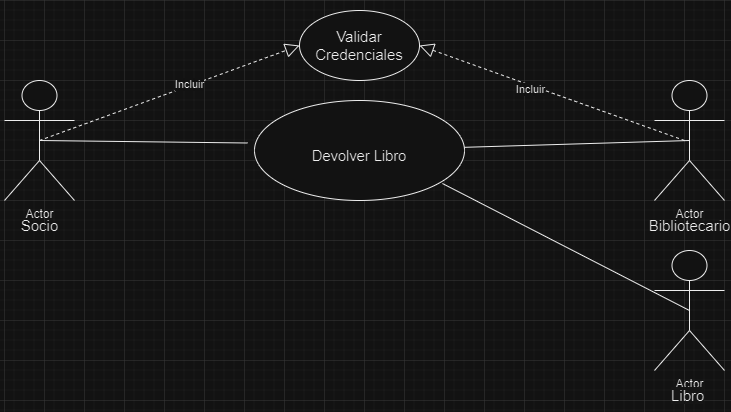 Validar
Credenciales
Incluir
Incluir
Devolver Libro
Actor
Socio
Actor
Bibliotecario
Actor
Libro